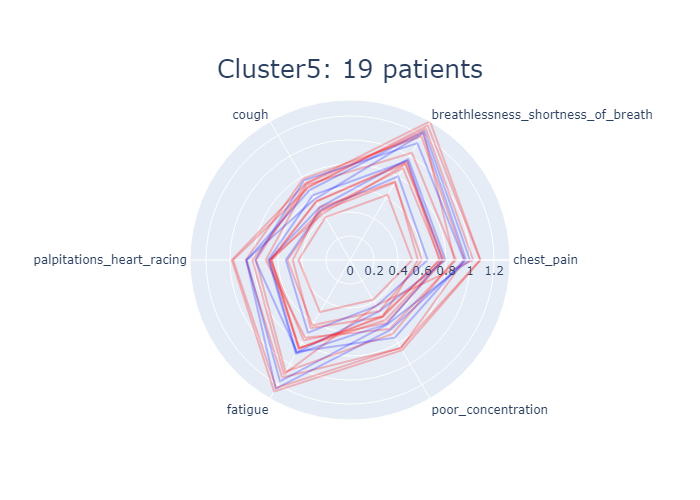 Cluster5: 19 patients
cough
breathlessness_shortness_of_breath
palpitations_heart_racing
0 0.2 0.4 0.6 0.8 1 1.2
chest_pain
fatigue
poor_concentration